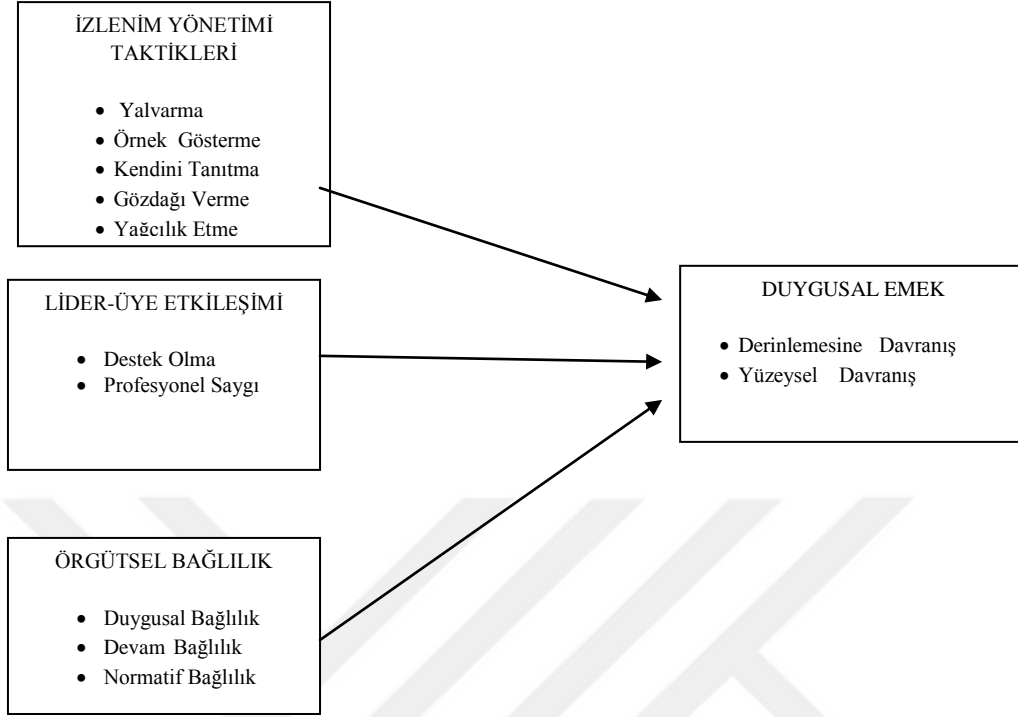 İZLENİM YÖNETİMİ
TAKTİKLERİ
• Yalvarma
• Örnek Gösterme
• Kendini Tanıtma
• Gözdağı Verme
• Yağcılık Etme
LİDER-ÜYE ETKİLEŞİMİ
• Destek Olma
• Profesyonel Saygı
DUYGUSAL EMEK
• Derinlemesine Davranış
• Yüzeysel Davranış
ÖRGÜTSEL BAĞLILIK
• Duygusal Bağlılık
• Devam Bağlılık
• Normatif Bağlılık